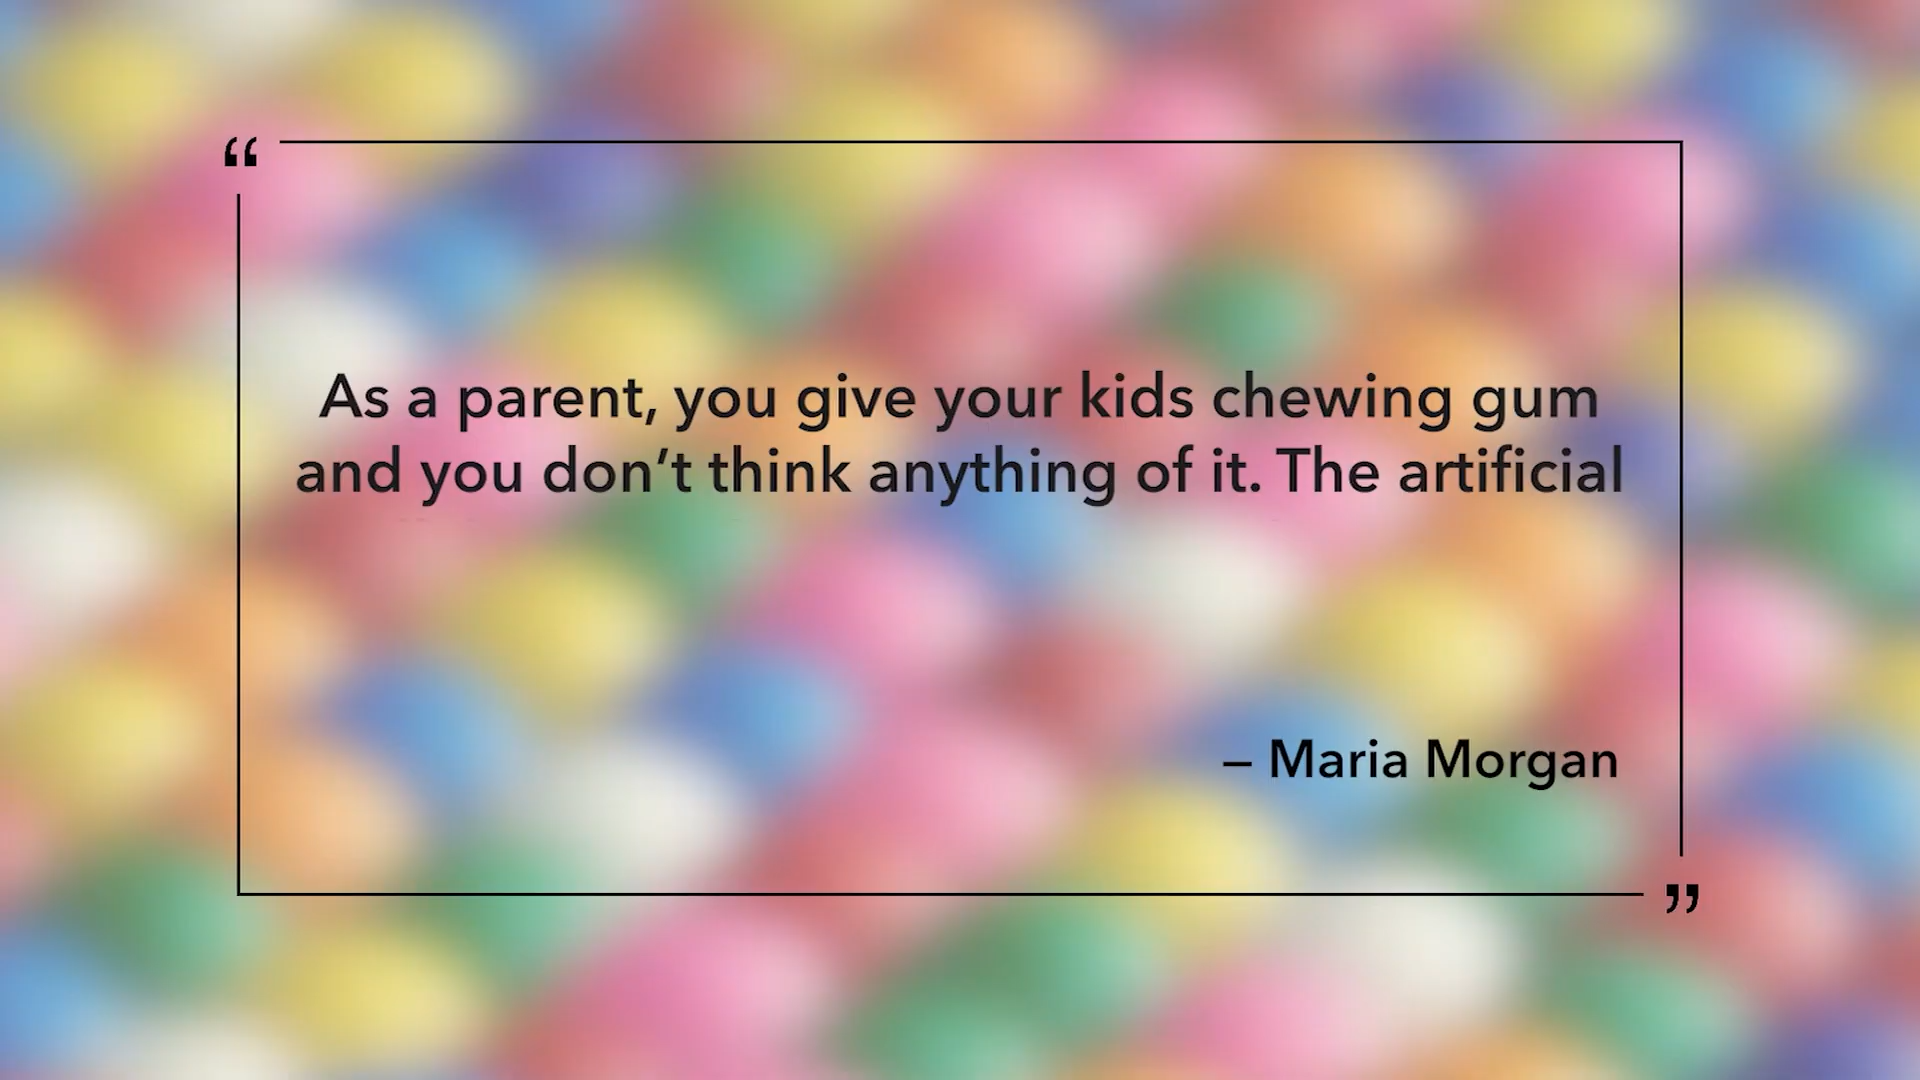 “
As a parent, you give your kids chewing gum
and you don’t think anything of it. The artificial
– Maria Morgan
”